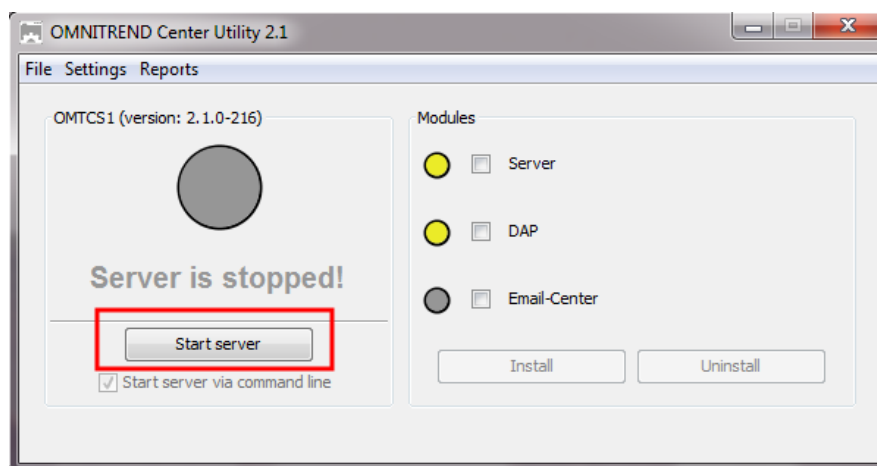 OMNITREND Center Utility 2.1
File Settings Reports
OMTCS1 (version: 2.1.0-216)
Server is stopped!
Start server
Start server via command line
Modules
Server
DAP
Email-Center
Install Uninstall